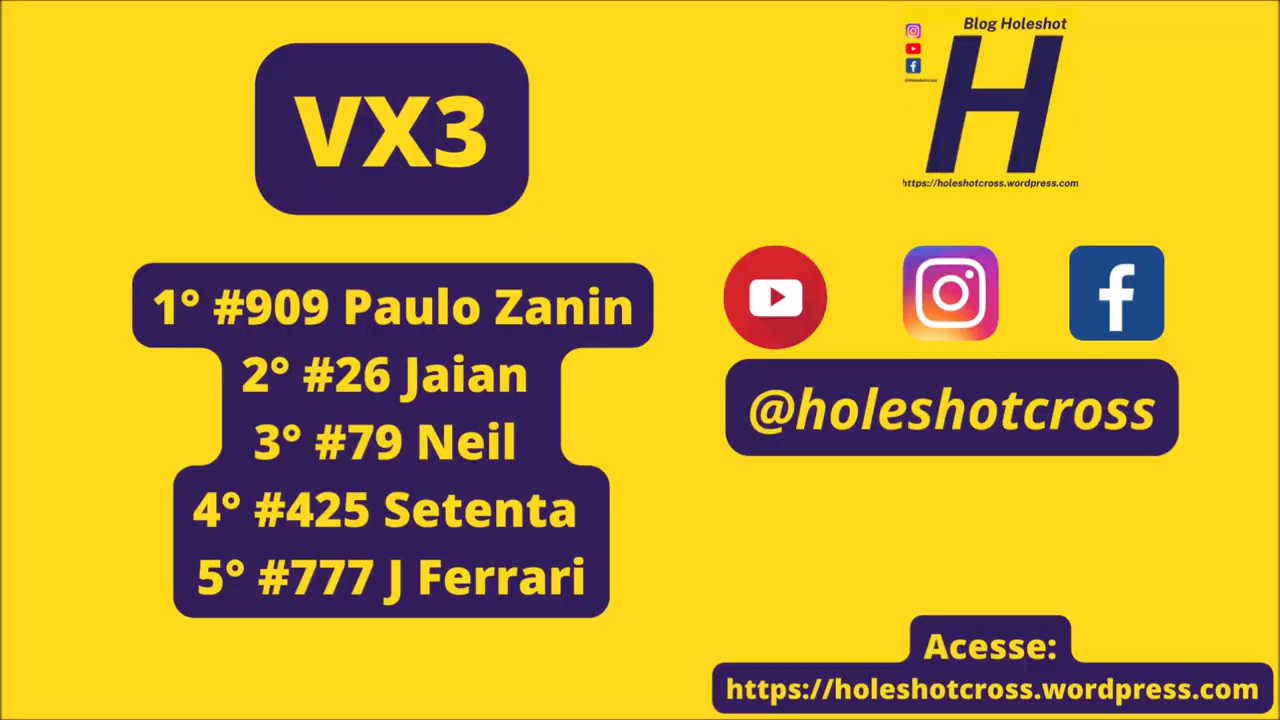 VX3
1° #909 Paulo Zanin
2° #26 Jaian
3° #79 Neil
4° #425 Setenta
5° #777 J Ferrari
Blog Holeshot
H
@holeshotcross
https://holeshotcross.wordpress.com
@holeshotcross
Acesse:
https://holeshotcross.wordpress.com